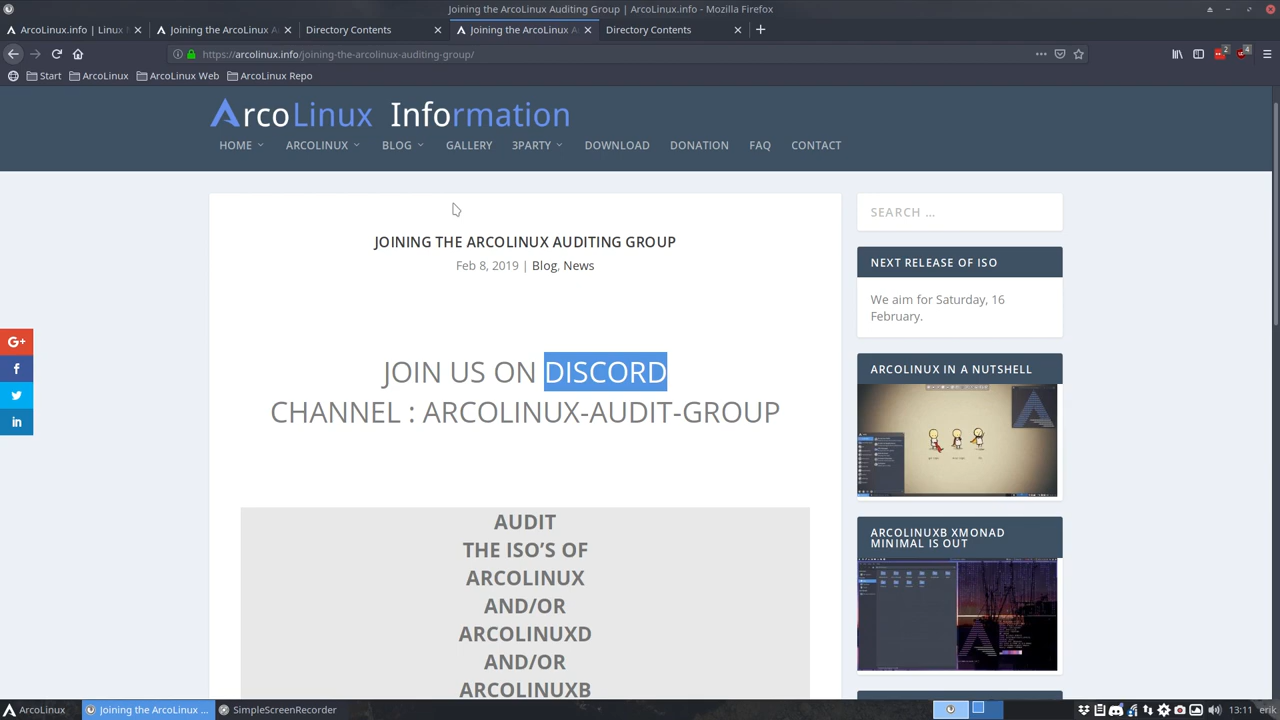 Joining the ArcoLinux Auditing Group | ArcoLinux.info - Mozilla Firefox
ArcoLinux.info | Linux
Joining the ArcoLinux A
Directory Contents
Joining the ArcoLinux A
Directory Contents
https://arcolinux.info/joining-the-arcolinux-auditing-group/
2
4
Start
ArcoLinux
ArcoLinux Web
ArcoLinux Repo
ArcoLinux Information
HOME
ARCOLINUX
BLOG
GALLERY
3PARTY
DOWNLOAD
DONATION
FAQ
CONTACT
JOINING THE ARCOLINUX AUDITING GROUP
Feb 8, 2019 | Blog, News
JOIN US ON DISCORD
CHANNEL : ARCOLINUX-AUDIT-GROUP
AUDIT
THE ISO’S OF
ARCOLINUX
AND/OR
ARCOLINUXD
AND/OR
ARCOLINUXB
SEARCH …
NEXT RELEASE OF ISO
We aim for Saturday, 16
February.
ARCOLINUX IN A NUTSHELL
ARCOLINUXB XMONAD
MINIMAL IS OUT
G+
f
in
ArcoLinux
Joining the ArcoLinux ...
SimpleScreenRecorder
13:11
erik